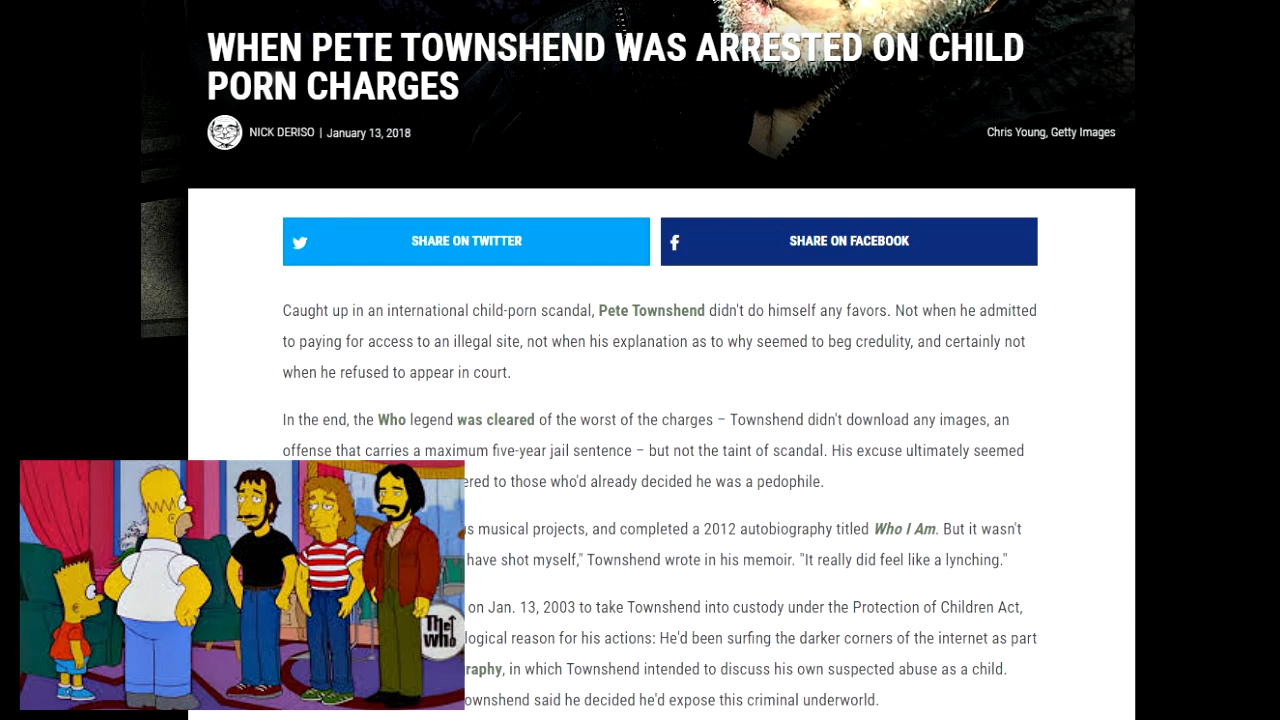 WHEN PETE TOWNSHEND WAS ARRESTED ON CHILD
PORN CHARGES
NICK DERISO | January 13, 2018
Chris Young, Getty Images
SHARE ON TWITTER
SHARE ON FACEBOOK
Caught up in an international child-porn scandal, Pete Townshend didn't do himself any favors. Not when he admitted
to paying for access to an illegal site, not when his explanation as to why seemed to beg credulity, and certainly not
when he refused to appear in court.
In the end, the Who legend was cleared of the worst of the charges – Townshend didn't download any images, an
offense that carries a maximum five-year jail sentence – but not the taint of scandal. His excuse ultimately seemed
ered to those who'd already decided he was a pedophile.
s musical projects, and completed a 2012 autobiography titled Who I Am. But it wasn't
have shot myself," Townshend wrote in his memoir. "It really did feel like a lynching."
on Jan. 13, 2003 to take Townshend into custody under the Protection of Children Act,
logical reason for his actions: He'd been surfing the darker corners of the internet as part
raphy, in which Townshend intended to discuss his own suspected abuse as a child.
ownshend said he decided he'd expose this criminal underworld.
The
Who